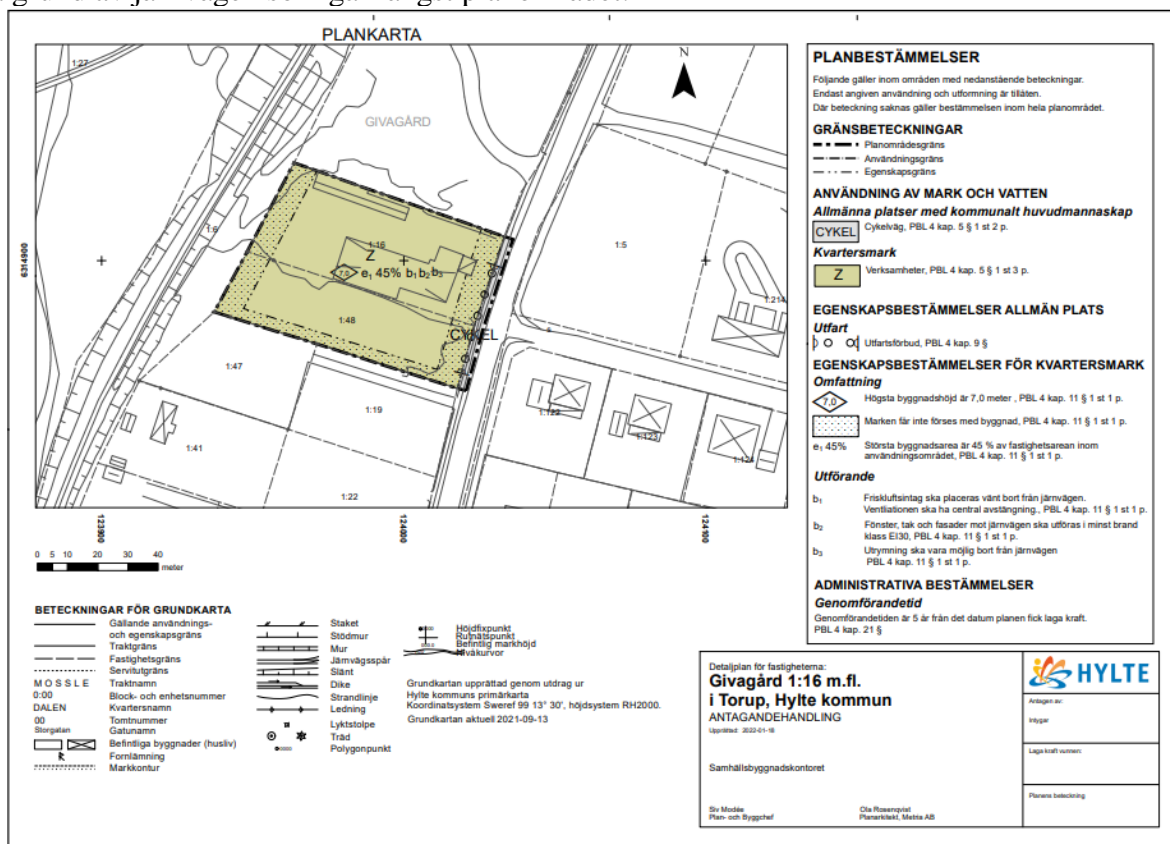 PLANKARTA
1:27
GIVAGÅRD
N
1:6
1:16
Z
7,0
e₁ 45% b₁ b₂ b₃
1:48
CYKEL
1:5
1:214
1:47
1:19
1:41
1:22
1:122
1:123
1:124
6314900
123900
124000
124100
0 5 10 20 30 40
meter
PLANBESTÄMMELSER
Följande gäller inom områden med nedanstående beteckningar.
Endast angiven användning och utformning är tillåten.
Där beteckning saknas gäller bestämmelsen inom hela planområdet.
GRÄNSBETECKNINGAR
Planområdesgräns
Användningsgräns
Egenskapsgräns
ANVÄNDNING AV MARK OCH VATTEN
Allmänna platser med kommunalt huvudmannaskap
CYKEL Cykelväg, PBL 4 kap. 5 § 1 st 2 p.
Kvartersmark
Z Verksamheter, PBL 4 kap. 5 § 1 st 3 p.
EGENSKAPSBESTÄMMELSER ALLMÄN PLATS
Utfart
Utfartsförbud, PBL 4 kap. 9 §
EGENSKAPSBESTÄMMELSER FÖR KVARTERSMARK
Omfattning
7,0 Högsta byggnadshöjd är 7,0 meter , PBL 4 kap. 11 § 1 st 1 p.
Marken får inte förses med byggnad, PBL 4 kap. 11 § 1 st 1 p.
e₁ 45% Största byggnadsarea är 45 % av fastighetsarean inom
användningsområdet, PBL 4 kap. 11 § 1 st 1 p.
Utförande
b₁ Friskluftsintag ska placeras vänt bort från järnvägen.
Ventilationen ska ha central avstängning., PBL 4 kap. 11 § 1 st 1 p.
b₂ Fönster, tak och fasader mot järnvägen ska utföras i minst brand
klass EI30, PBL 4 kap. 11 § 1 st 1 p.
b₃ Utrymning ska vara möjlig bort från järnvägen
PBL 4 kap. 11 § 1 st 1 p.
ADMINISTRATIVA BESTÄMMELSER
Genomförandetid
Genomförandetiden är 5 år från det datum planen fick laga kraft.
PBL 4 kap. 21 §
BETECKNINGAR FÖR GRUNDKARTA
Gällande användnings-
och egenskapsgräns
Traktgräns
Fastighetsgräns
Servitutgräns
MOSSLE Traktnamn
0:00 Block- och enhetsnummer
DALEN Kvartersnamn
00 Tomtnummer
Storgatan Gatunamn
Befintliga byggnader (husliv)
Fornlämning
Markkontur
Staket
Stödmur
Mur
Järnvägsspår
Slänt
Dike
Strandlinje
Ledning
Lyktstolpe
Träd
Polygonpunkt
Höjdfixpunkt
Rutnätspunkt
Befintlig markhöjd
Nivåkurvor
Grundkartan upprättad genom utdrag ur
Hylte kommuns primärkarta
Koordinatsystem Sweref 99 13° 30', höjdsystem RH2000.
Grundkartan aktuell 2021-09-13
Detaljplan för fastigheterna:
Givagård 1:16 m.fl.
i Torup, Hylte kommun
ANTAGANDEHANDLING
Upprättad: 2022-01-18
Samhällsbyggnadskontoret
Siv Modée
Plan- och Byggchef
Ola Rosenqvist
Planarkitekt, Metria AB
HYLTE
Antagen av:
Intygar
Laga kraft vunnen:
Planens beteckning